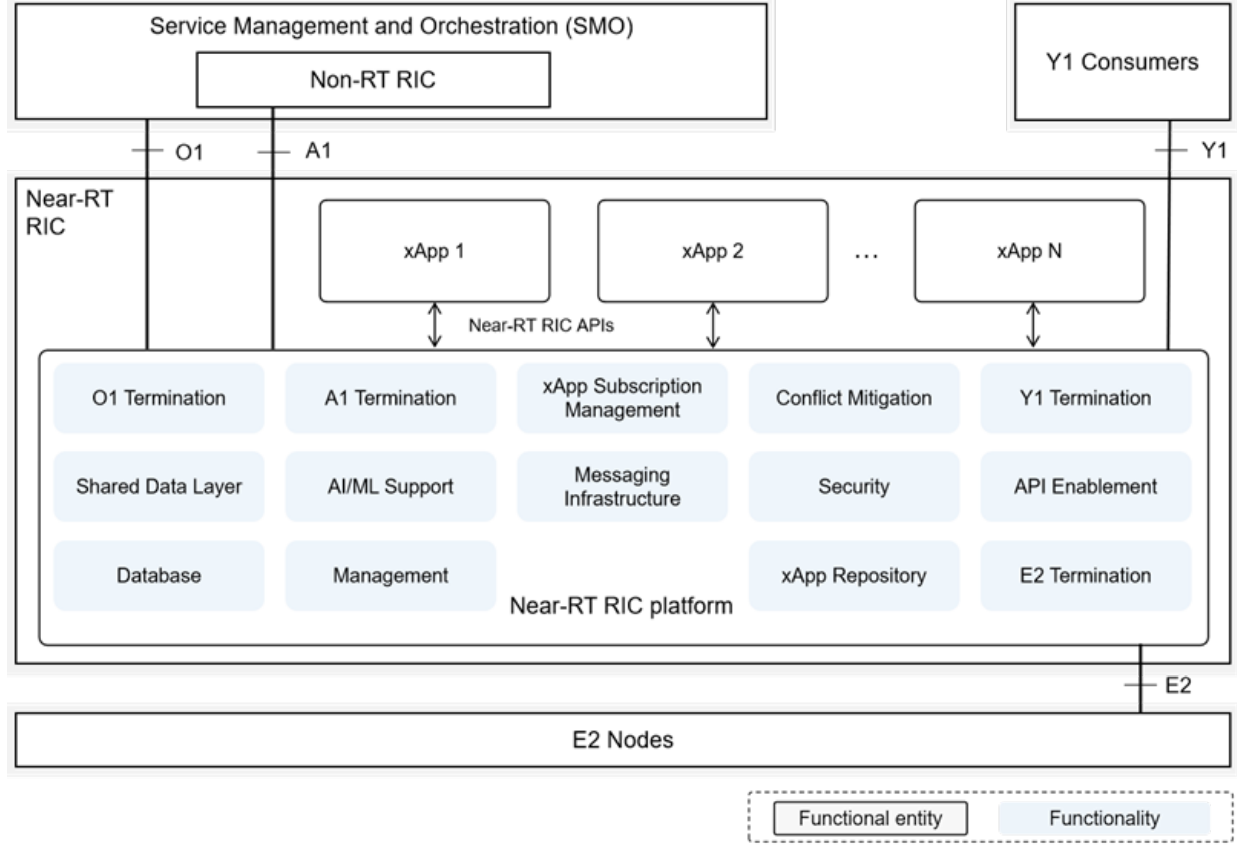 Service Management and Orchestration (SMO)
Non-RT RIC
Y1 Consumers
O1
A1
Y1
Near-RT
RIC
xApp 1
xApp 2
...
xApp N
Near-RT RIC APIs
O1 Termination
A1 Termination
xApp Subscription
Management
Conflict Mitigation
Y1 Termination
Shared Data Layer
AI/ML Support
Messaging
Infrastructure
Security
API Enablement
Database
Management
xApp Repository
E2 Termination
Near-RT RIC platform
E2
E2 Nodes
Functional entity
Functionality